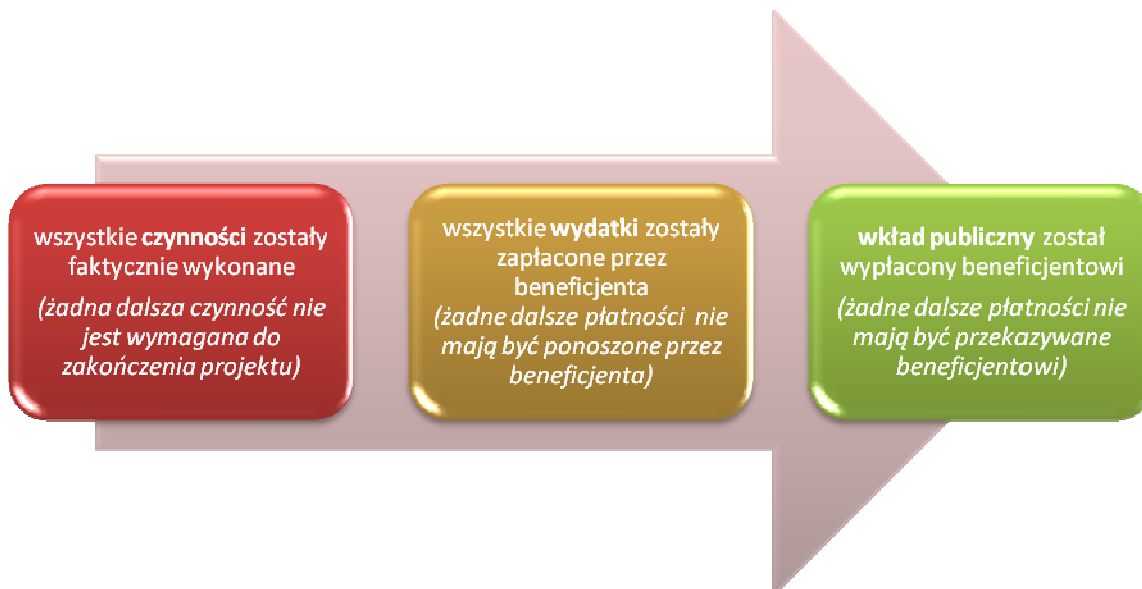 wszystkie czynności zostały
faktycznie wykonane
(żadna dalsza czynność nie
jest wymagana do
zakończenia projektu)
wszystkie wydatki zostały
zapłacone przez
beneficjenta
(żadne dalsze płatności nie
mają być ponoszone przez
beneficjenta)
wkład publiczny został
wypłacony beneficjentowi
(żadne dalsze płatności nie
mają być przekazywane
beneficjentowi)